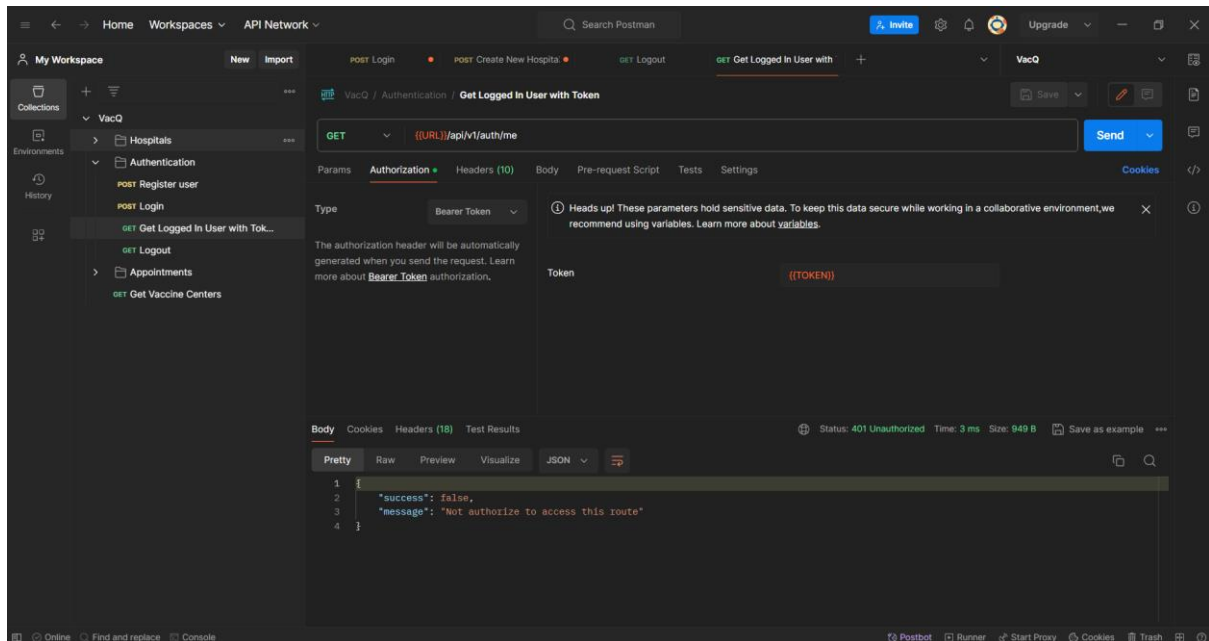 Home Workspaces API Network Search Postman Invite Upgrade
My Workspace New Import POST Login POST Create New Hospital GET Logout GET Get Logged In User with VacQ
Collections
Environments
History
VacQ
Hospitals
Authentication
POST Register user
POST Login
GET Get Logged In User with Tok...
GET Logout
Appointments
GET Get Vaccine Centers
VacQ / Authentication / Get Logged In User with Token Save
GET {{URL}}/api/v1/auth/me Send
Params Authorization Headers (10) Body Pre-request Script Tests Settings Cookies
Type Bearer Token
The authorization header will be automatically
generated when you send the request. Learn
more about Bearer Token authorization.
Heads up! These parameters hold sensitive data. To keep this data secure while working in a collaborative environment,we
recommend using variables. Learn more about variables.
Token {{TOKEN}}
Body Cookies Headers (18) Test Results Status: 401 Unauthorized Time: 3 ms Size: 949 B Save as example
Pretty Raw Preview Visualize JSON
1 {
2 "success": false,
3 "message": "Not authorize to access this route"
4 }
Online Find and replace Console Postbot Runner Start Proxy Cookies Trash